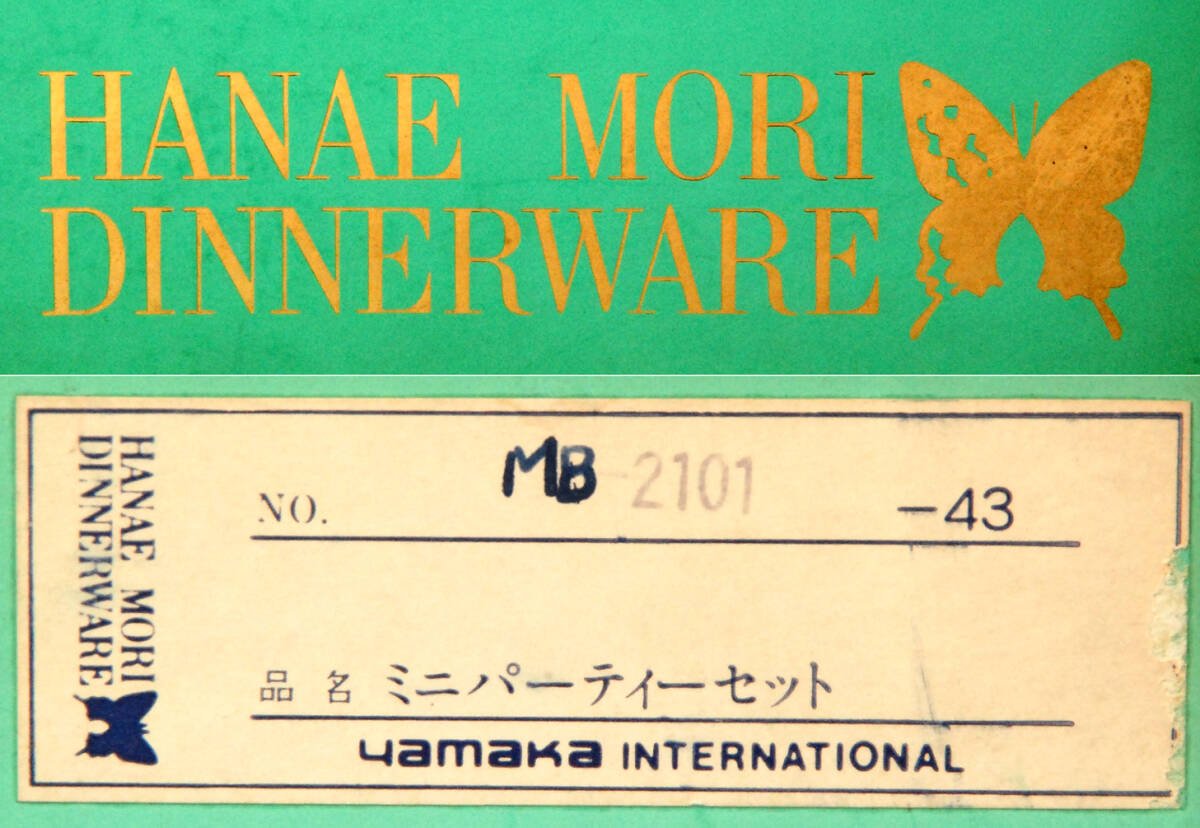 HANAE MORI
DINNERWARE
HANAE MORI
DINNERWARE
NO. MB-2101 -43
品名 ミニパーティーセット
yamaka INTERNATIONAL